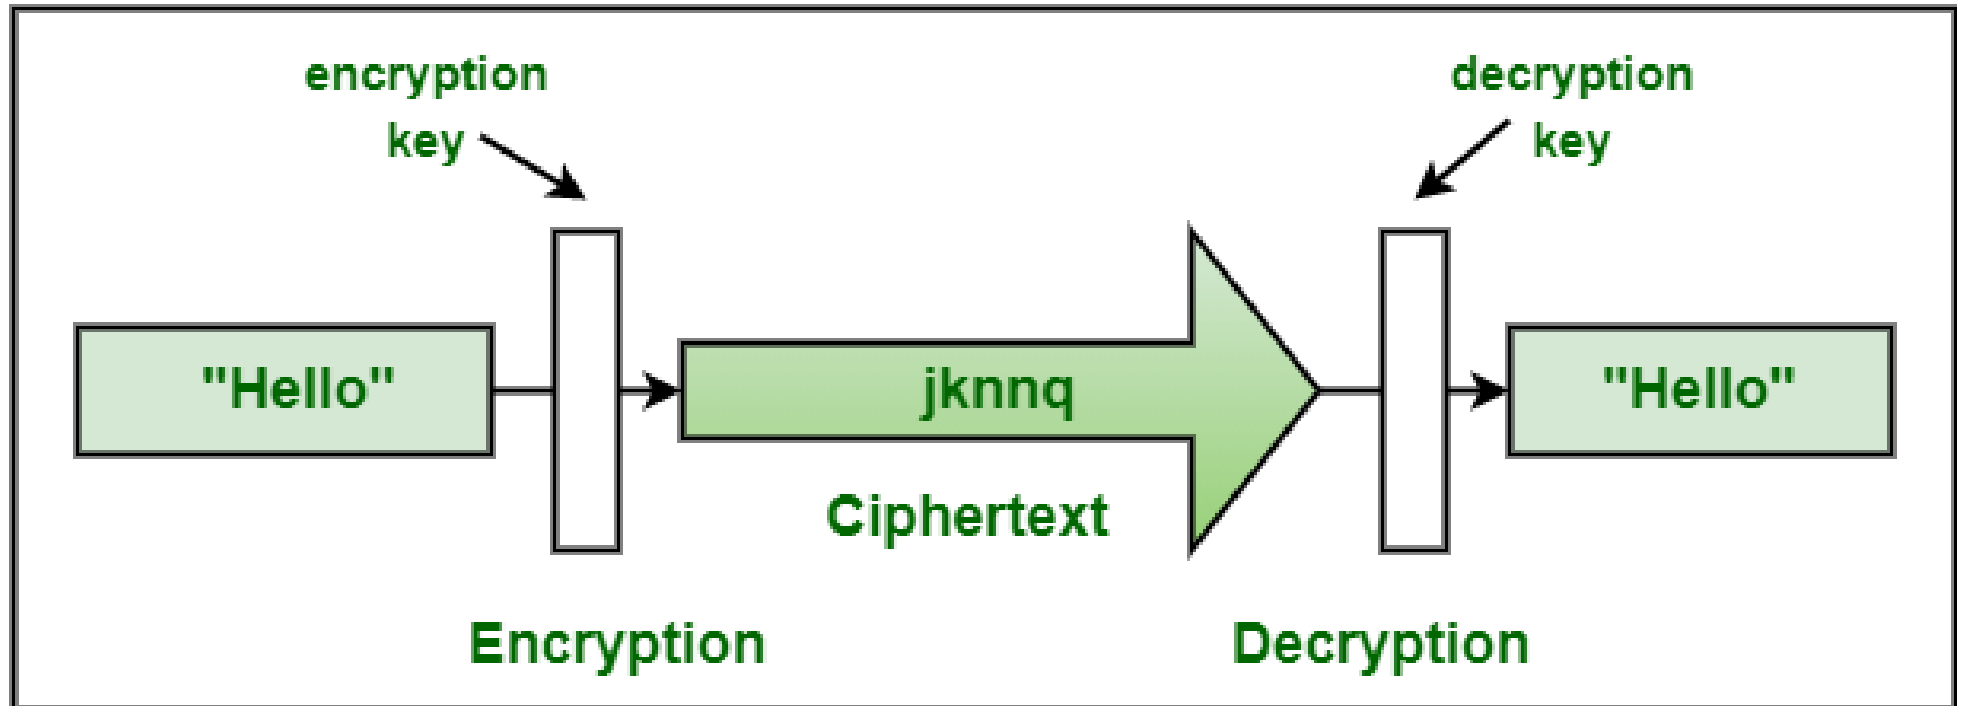 encryption
key
decryption
key
"Hello"
jknnq
"Hello"
Ciphertext
Encryption
Decryption